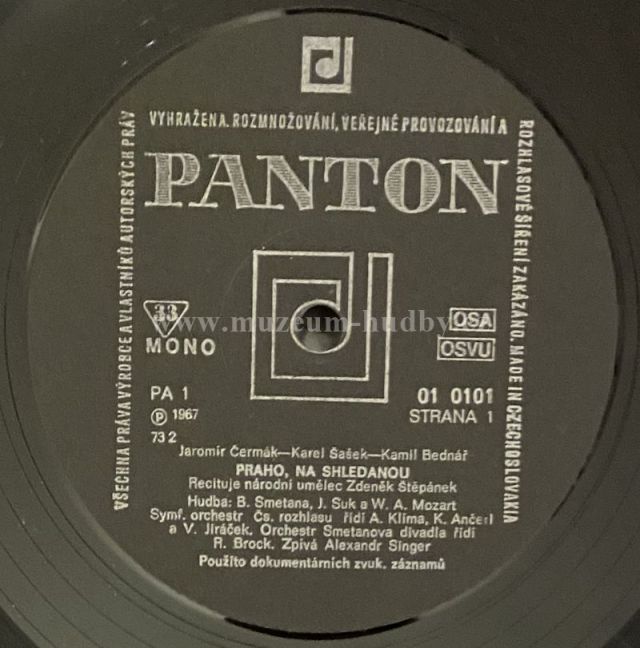 VYHRAŽENA. ROZMNOŽOVÁNÍ, VEŘEJNÉ PROVOZOVÁNÍ A
ROZHLASOVÉ ŠÍŘENÍ ZAKÁZÁNO. MADE IN CZECHOSLOVAKIA
VŠECHNA PRÁVA VÝROBCE A VLASTNÍKŮ AUTORSKÝCH PRÁV
PANTON
33
MONO
www.muzeum-hudby
OSA
OSVU
PA 1
℗ 1967
73 2
01 0101
STRANA 1
Jaromír Čermák—Karel Šašek—Kamil Bednář
PRAHO, NA SHLEDANOU
Recituje národní umělec Zdeněk Štěpánek
Hudba: B. Smetana, J. Suk a W. A. Mozart
Symf. orchestr Čs. rozhlasu řídí A. Klíma, K. Ančerl
a V. Jiráček. Orchestr Smetanova divadla řídí
R. Brock. Zpívá Alexandr Singer
Použito dokumentárních zvuk. záznamů